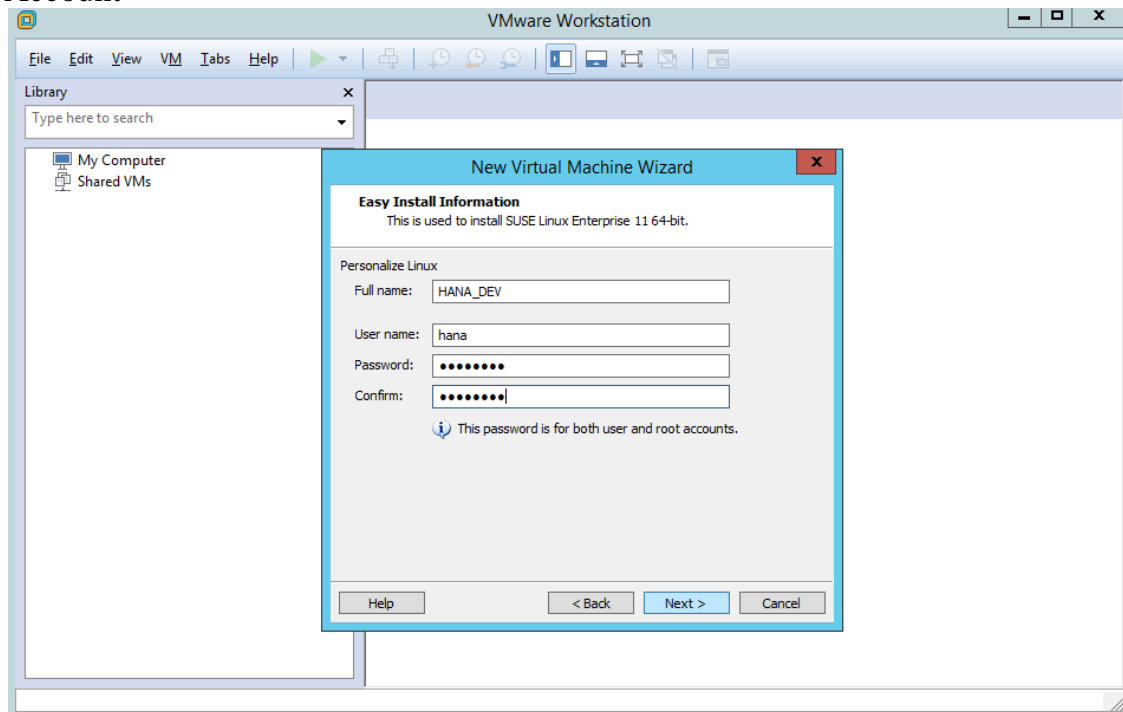 Account
VMware Workstation
File Edit View VM Tabs Help
Library x
Type here to search
My Computer
Shared VMs
New Virtual Machine Wizard x
Easy Install Information
This is used to install SUSE Linux Enterprise 11 64-bit.
Personalize Linux
Full name: HANA_DEV
User name: hana
Password: ●●●●●●●●
Confirm: ●●●●●●●●
This password is for both user and root accounts.
Help < Back Next > Cancel